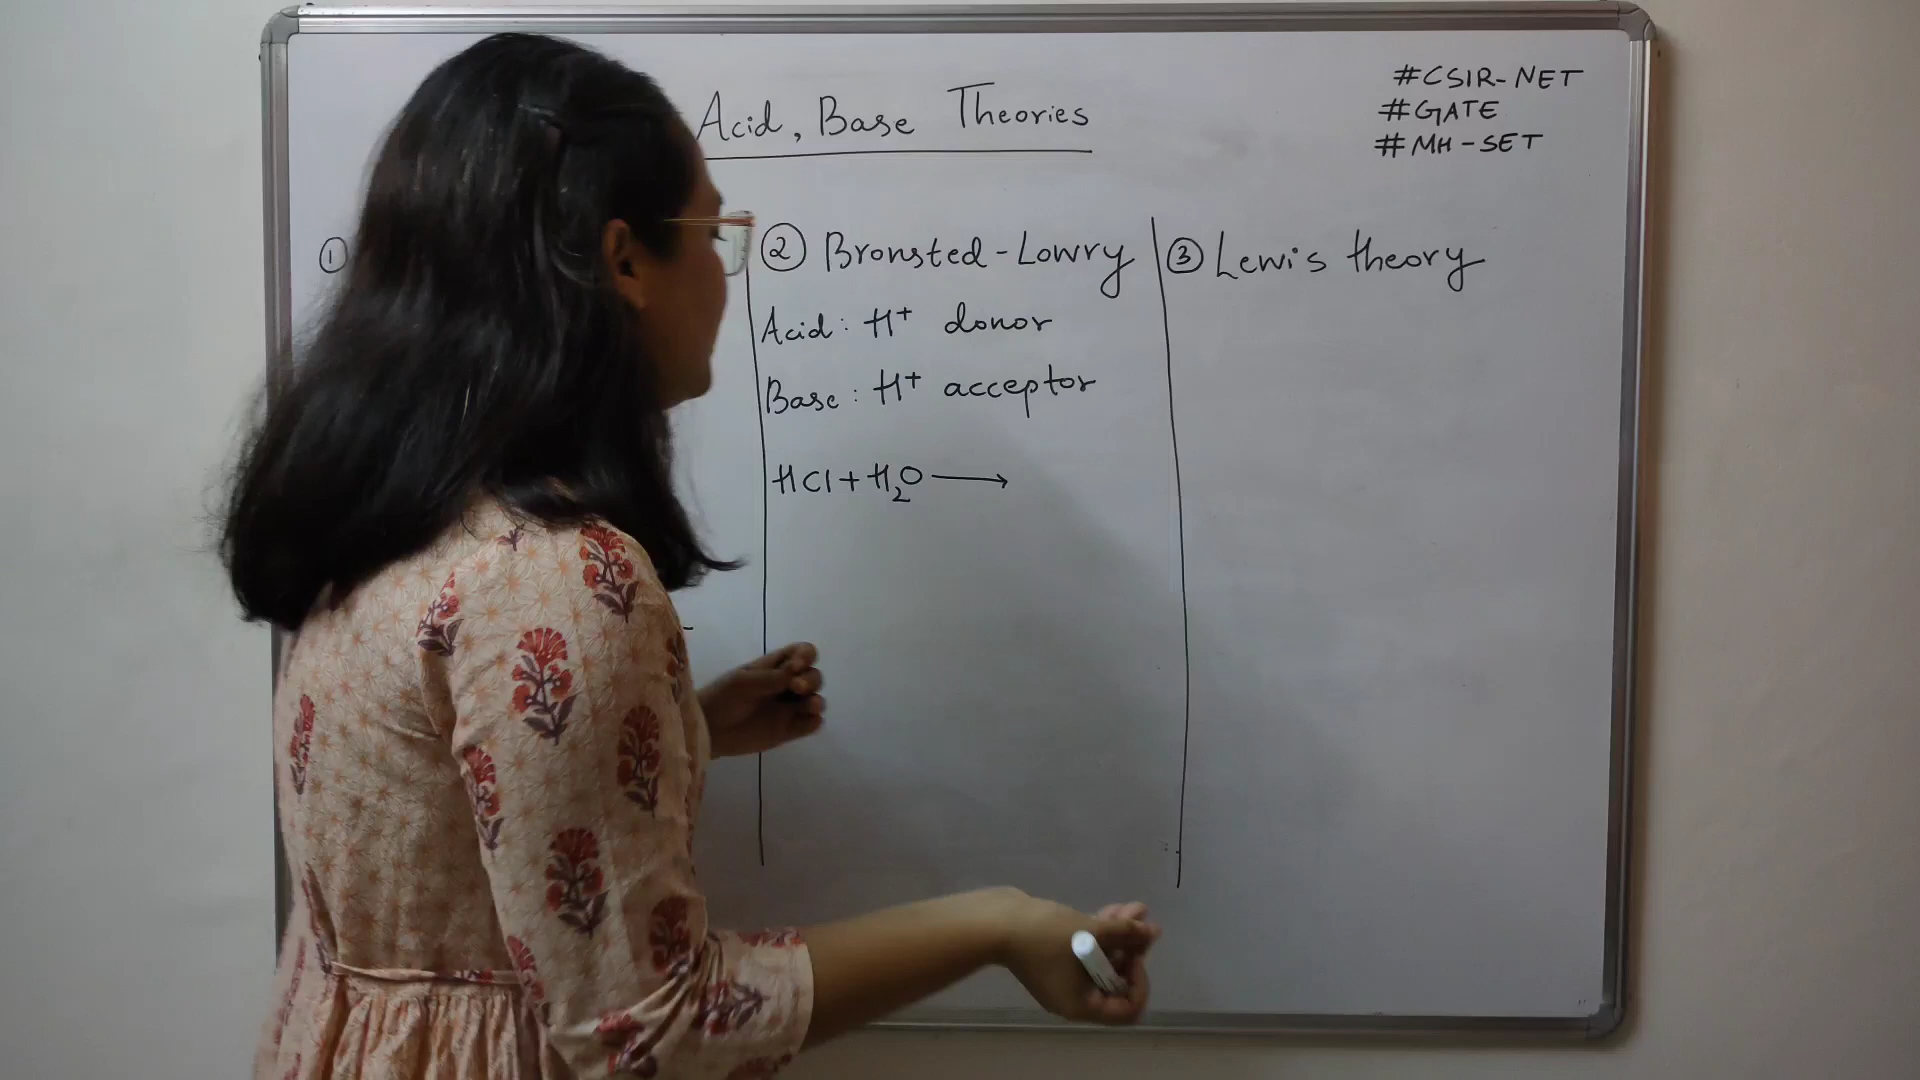 Acid, Base Theories
#CSIR-NET
#GATE
#MH-SET
①
② Bronsted-Lowry
Acid: H⁺ donor
Base: H⁺ acceptor
HCl + H₂O ⟶
③ Lewis theory